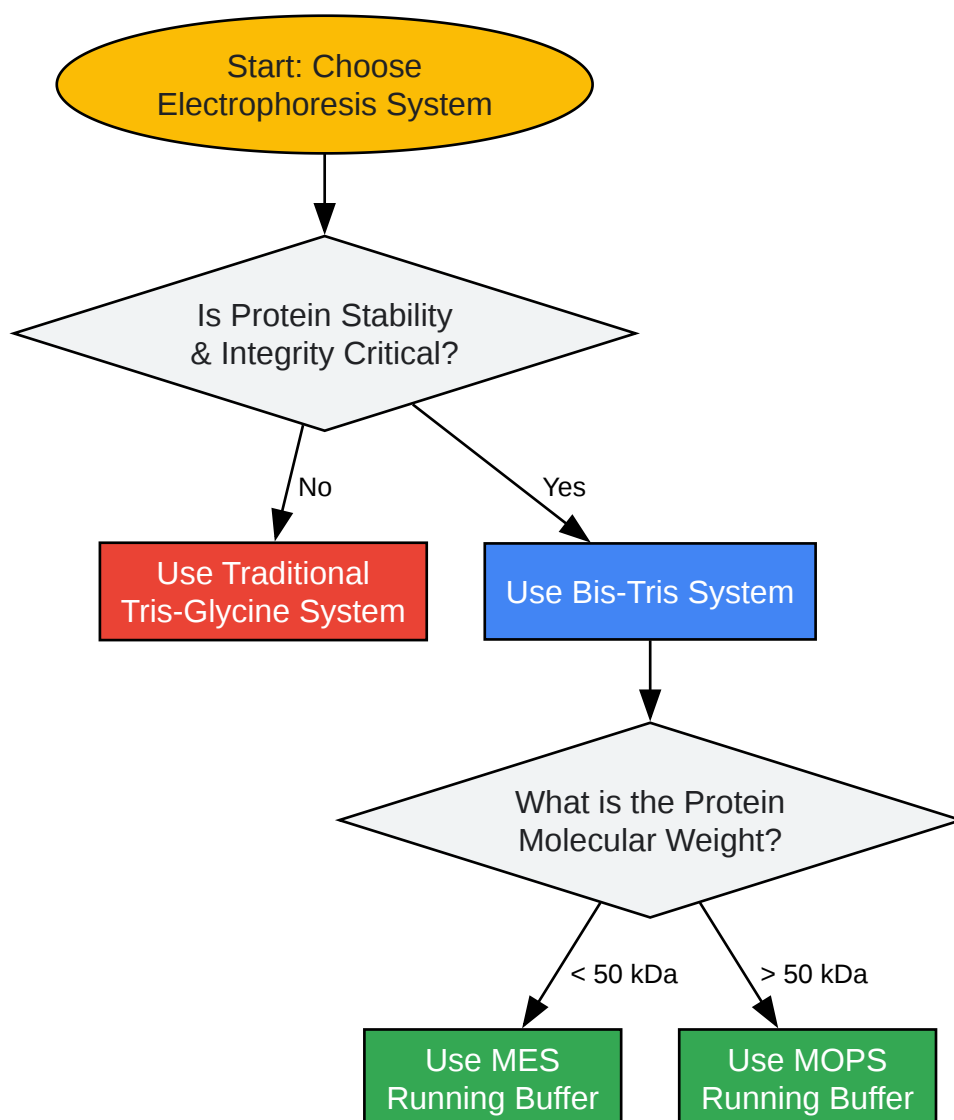 Start: Choose
Electrophoresis System
Is Protein Stability
& Integrity Critical?
No
Yes
Use Traditional
Tris-Glycine System
Use Bis-Tris System
What is the Protein
Molecular Weight?
< 50 kDa
> 50 kDa
Use MES
Running Buffer
Use MOPS
Running Buffer